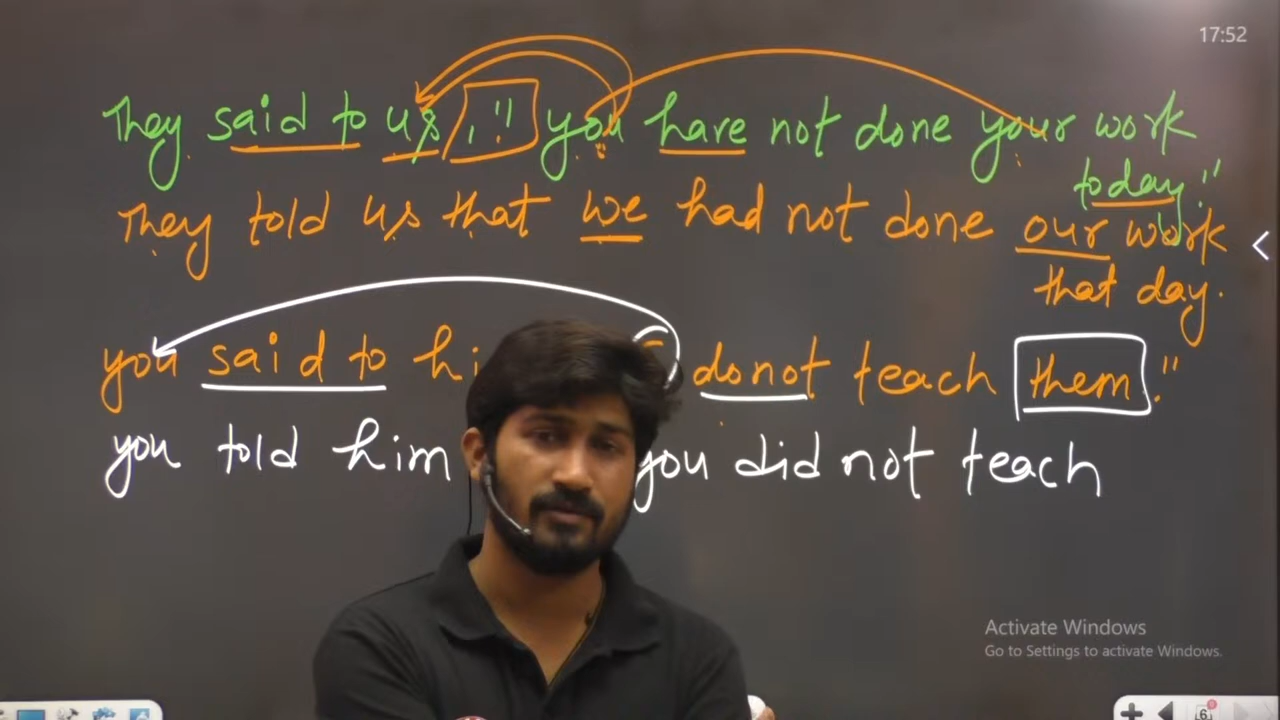 17:52
They said to us, " you have not done your work
today."
They told us that we had not done our work
that day.
you said to hi do not teach them."
you told him you did not teach
Activate Windows
Go to Settings to activate Windows.
6